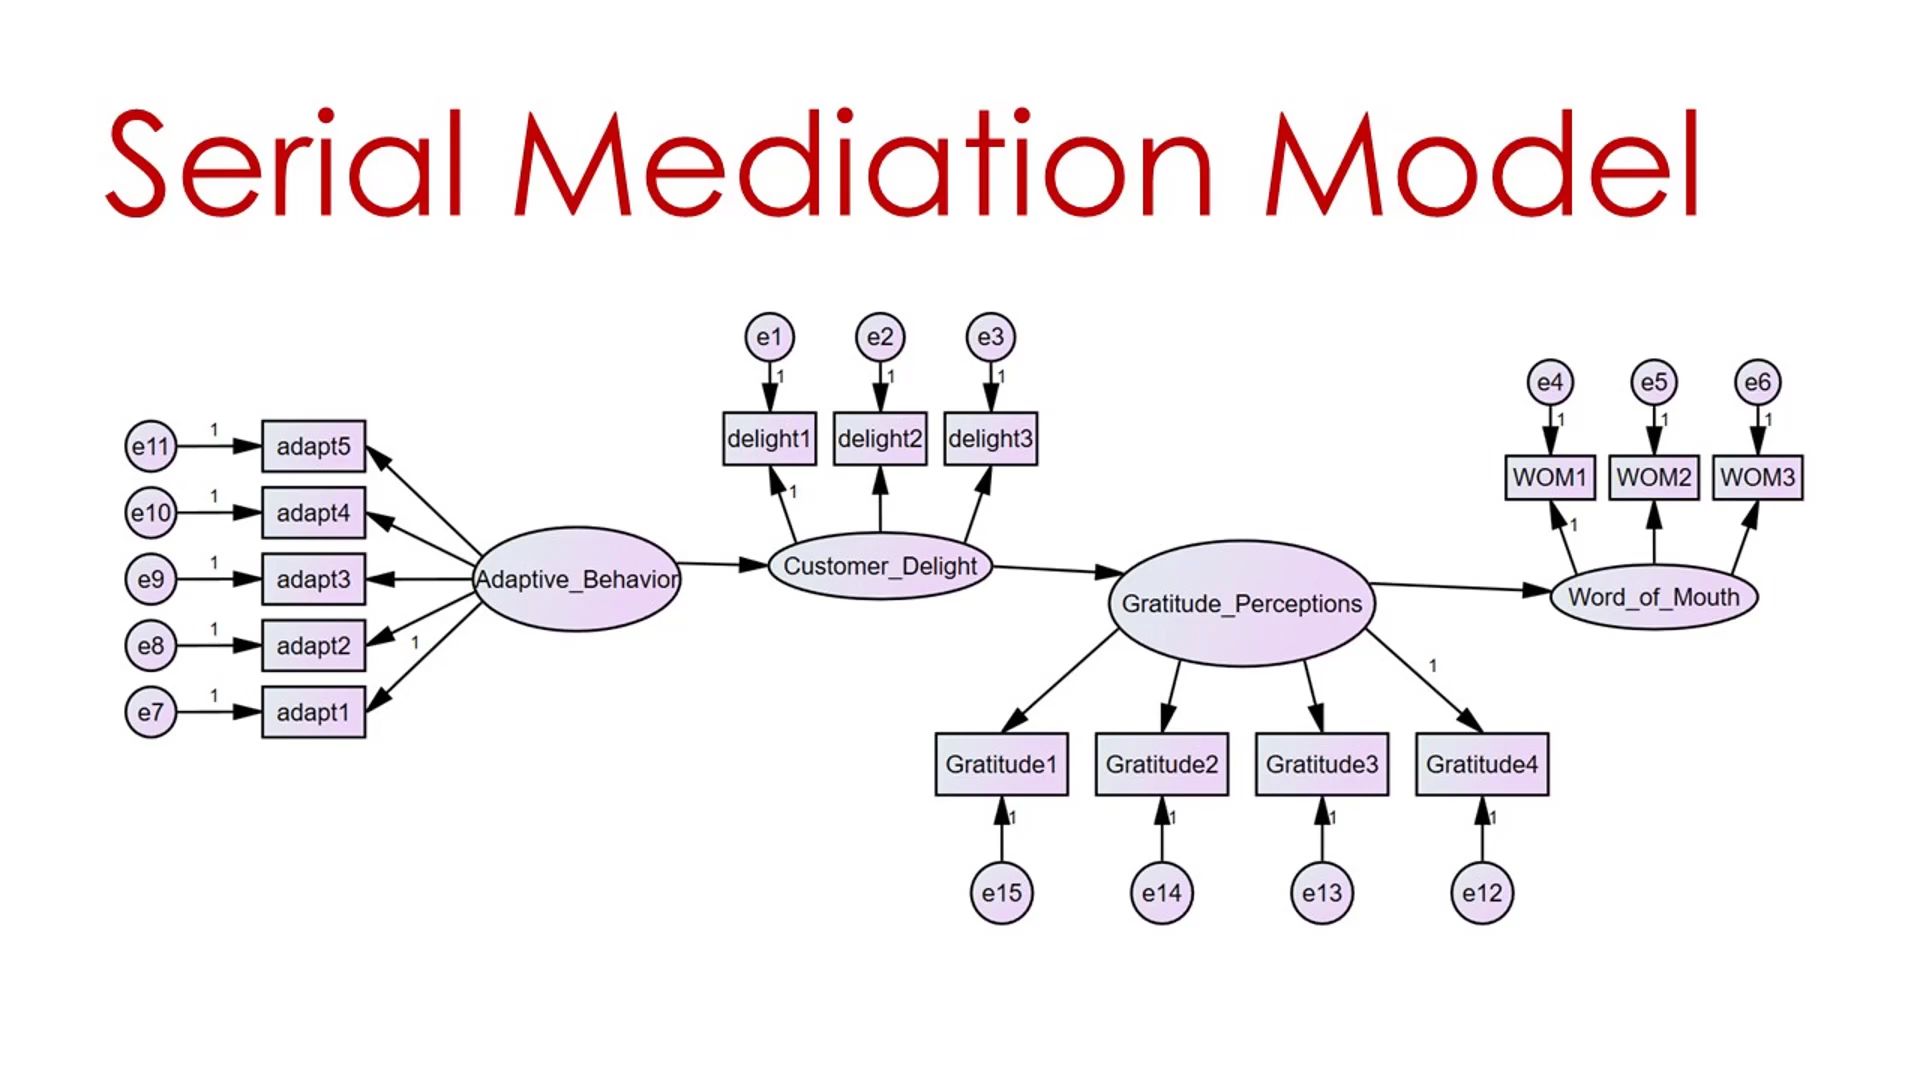 Serial Mediation Model
e1 e2 e3
1 1 1
e4 e5 e6
1 1 1
delight1 delight2 delight3
e11 1 adapt5
WOM1 WOM2 WOM3
1
1
e10 1 adapt4
Adaptive_Behavior Customer_Delight Gratitude_Perceptions Word_of_Mouth
e9 1 adapt3
e8 1 adapt2
1
1
e7 1 adapt1
Gratitude1 Gratitude2 Gratitude3 Gratitude4
1 1 1 1
e15 e14 e13 e12